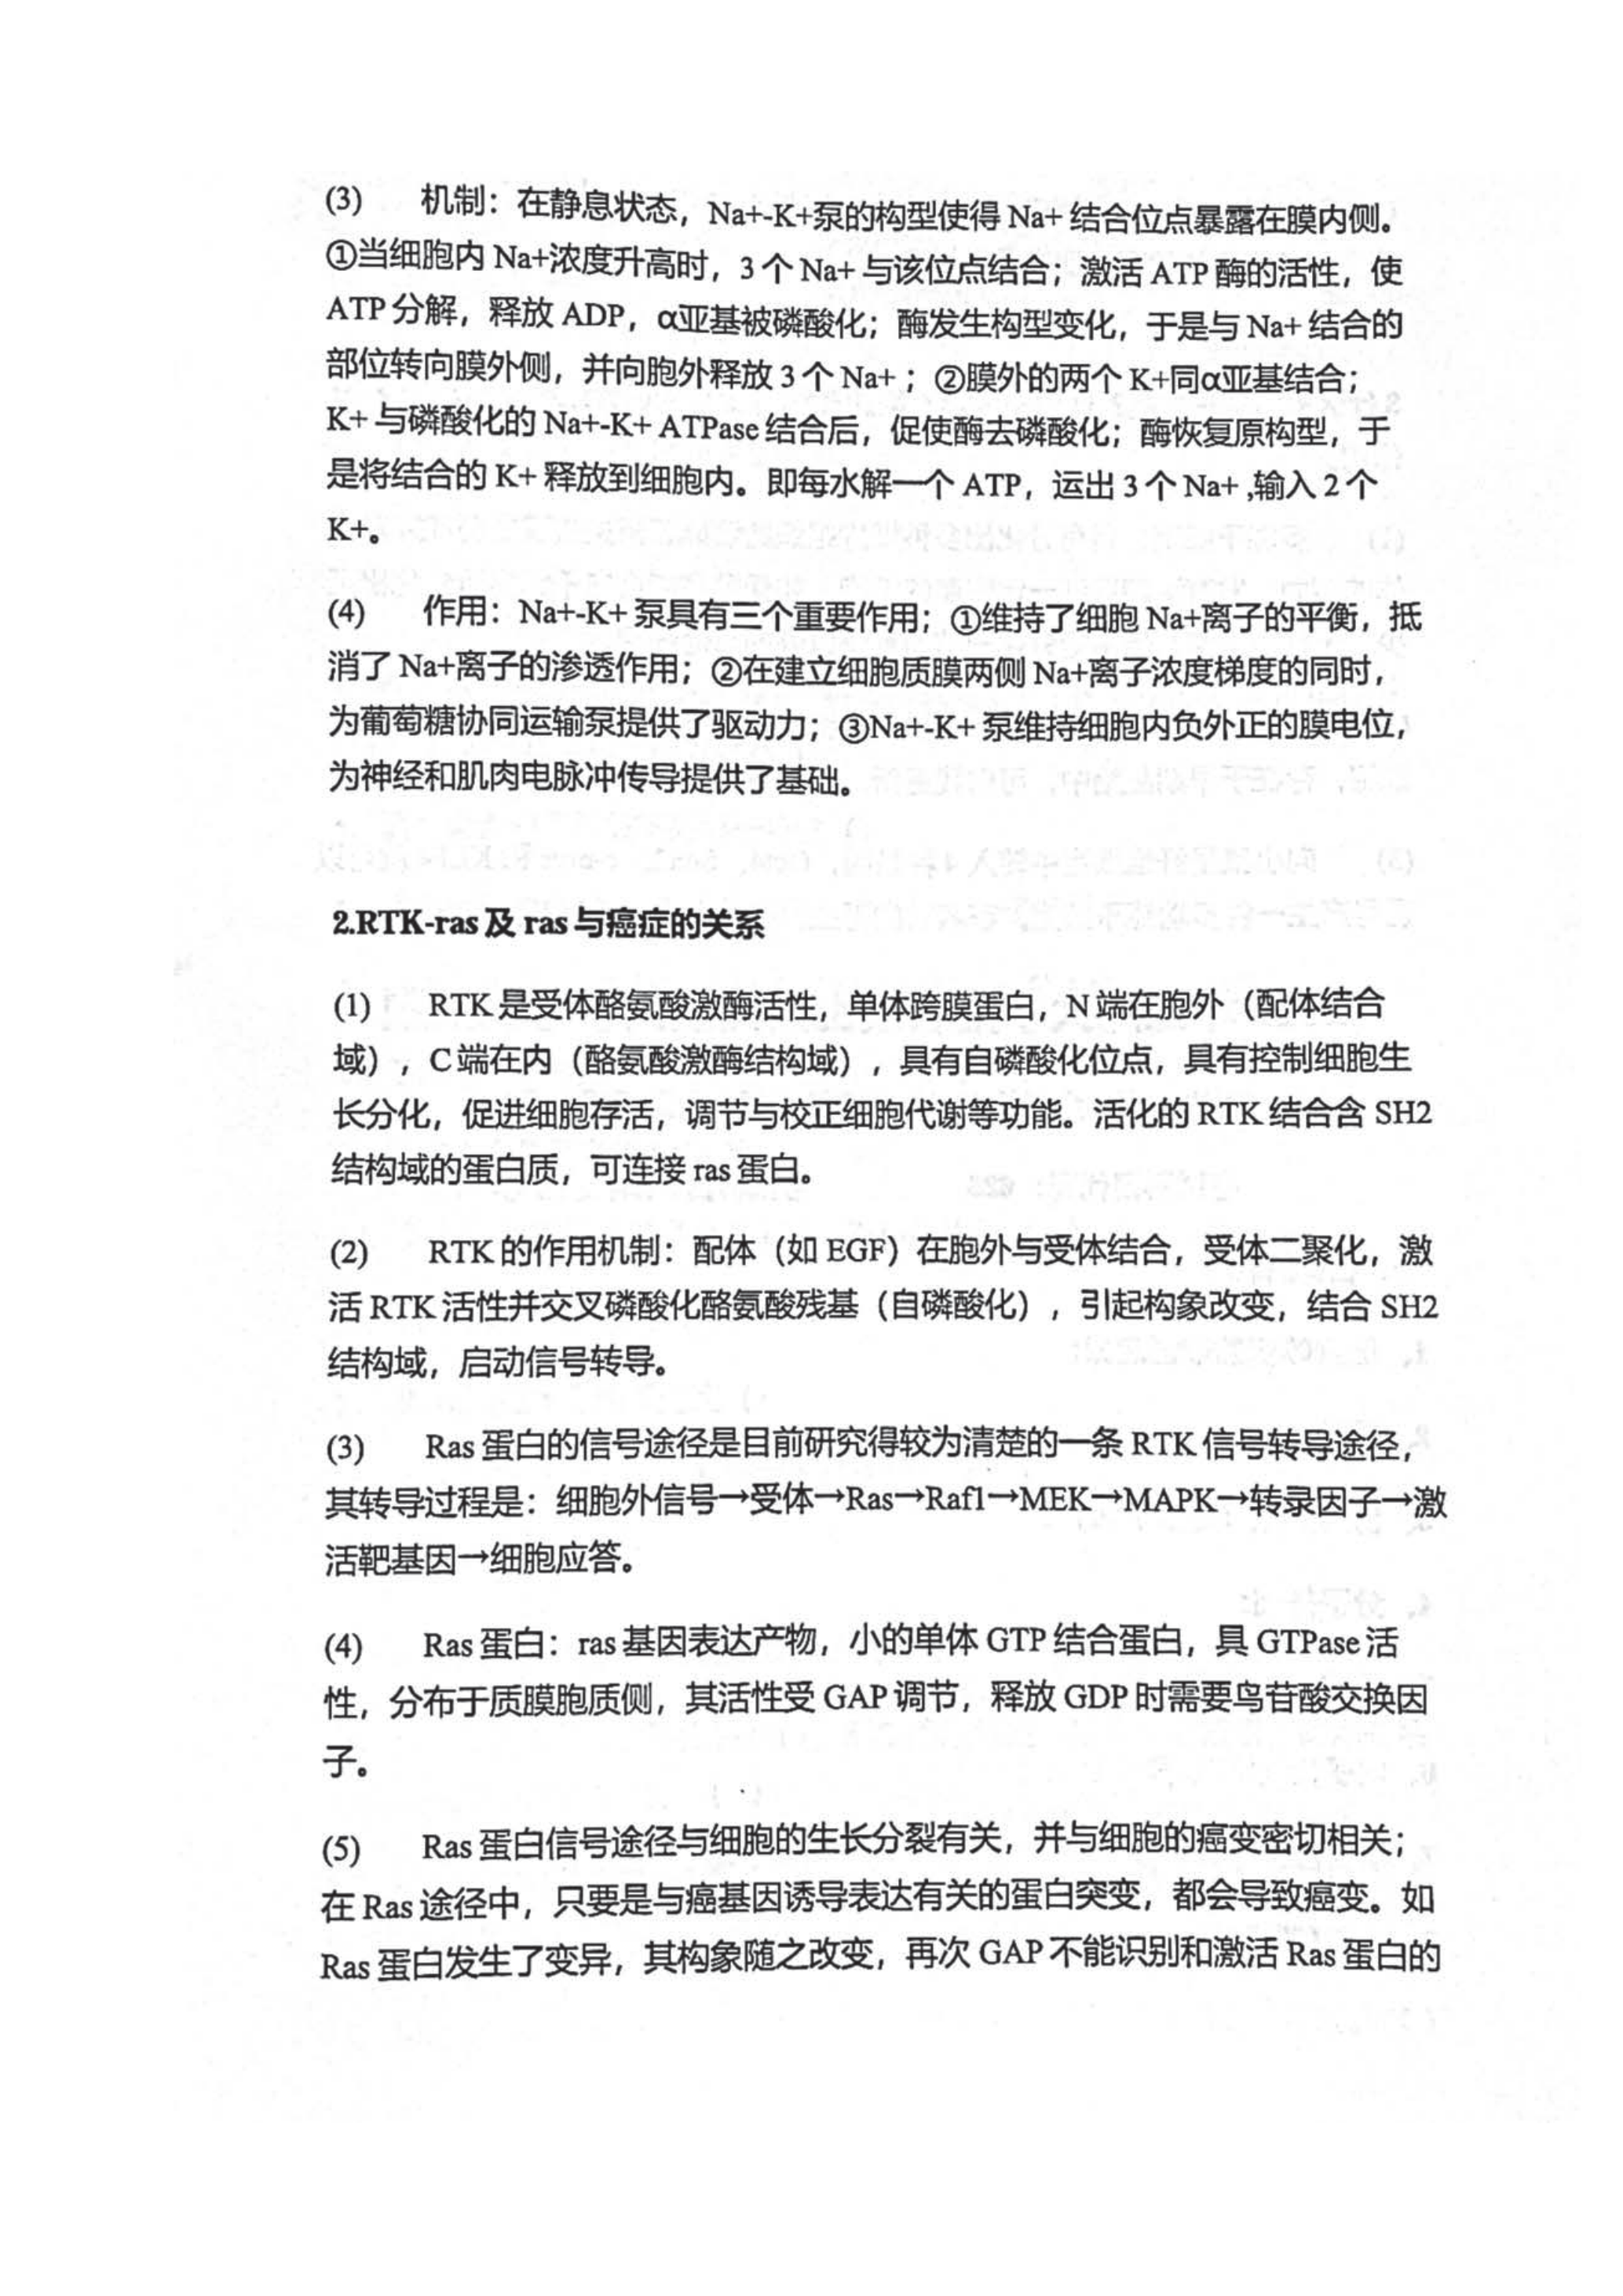 (3) 机制：在静息状态，Na+-K+泵的构型使得 Na+ 结合位点暴露在膜内侧。
①当细胞内 Na+浓度升高时，3 个 Na+ 与该位点结合；激活 ATP 酶的活性，使
ATP 分解，释放 ADP，α亚基被磷酸化；酶发生构型变化，于是与 Na+ 结合的
部位转向膜外侧，并向胞外释放 3 个 Na+ ；②膜外的两个 K+同α亚基结合；
K+ 与磷酸化的 Na+-K+ ATPase 结合后，促使酶去磷酸化；酶恢复原构型，于
是将结合的 K+ 释放到细胞内。即每水解一个 ATP，运出 3 个 Na+ ,输入 2 个
K+。
(4) 作用：Na+-K+ 泵具有三个重要作用；①维持了细胞 Na+离子的平衡，抵
消了 Na+离子的渗透作用；②在建立细胞质膜两侧 Na+离子浓度梯度的同时，
为葡萄糖协同运输泵提供了驱动力；③Na+-K+ 泵维持细胞内负外正的膜电位，
为神经和肌肉电脉冲传导提供了基础。
2.RTK-ras 及 ras 与癌症的关系
(1) RTK 是受体酪氨酸激酶活性，单体跨膜蛋白，N 端在胞外（配体结合
域），C 端在内（酪氨酸激酶结构域），具有自磷酸化位点，具有控制细胞生
长分化，促进细胞存活，调节与校正细胞代谢等功能。活化的 RTK 结合含 SH2
结构域的蛋白质，可连接 ras 蛋白。
(2) RTK 的作用机制：配体（如 EGF）在胞外与受体结合，受体二聚化，激
活 RTK 活性并交叉磷酸化酪氨酸残基（自磷酸化），引起构象改变，结合 SH2
结构域，启动信号转导。
(3) Ras 蛋白的信号途径是目前研究得较为清楚的一条 RTK 信号转导途径，
其转导过程是：细胞外信号→受体→Ras→Raf1→MEK→MAPK→转录因子→激
活靶基因→细胞应答。
(4) Ras 蛋白：ras 基因表达产物，小的单体 GTP 结合蛋白，具 GTPase 活
性，分布于质膜胞质侧，其活性受 GAP 调节，释放 GDP 时需要鸟苷酸交换因
子。
(5) Ras 蛋白信号途径与细胞的生长分裂有关，并与细胞的癌变密切相关；
在 Ras 途径中，只要是与癌基因诱导表达有关的蛋白突变，都会导致癌变。如
Ras 蛋白发生了变异，其构象随之改变，再次 GAP 不能识别和激活 Ras 蛋白的